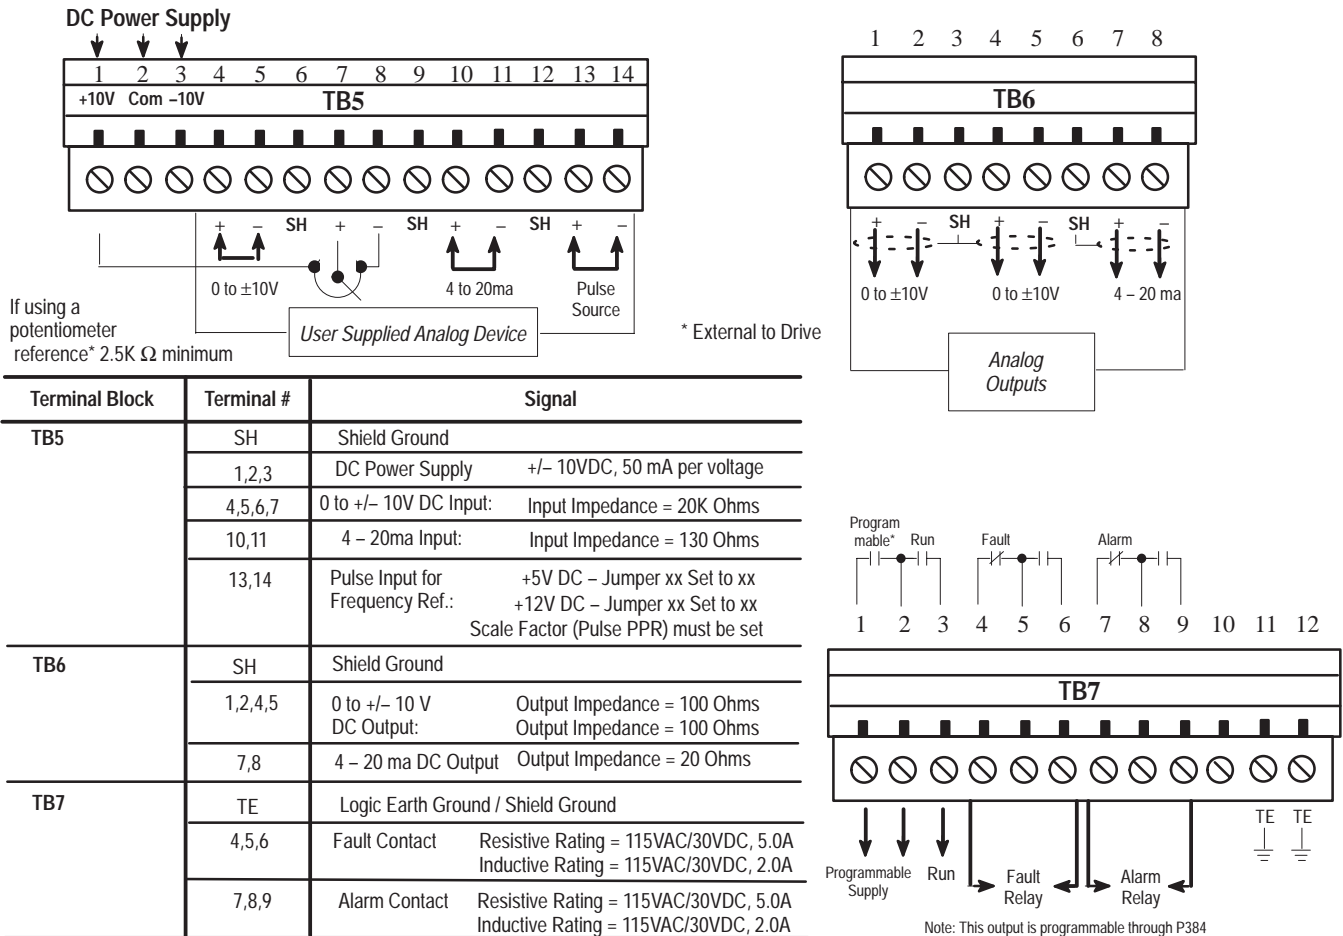 DC Power Supply
1 2 3 4 5 6 7 8 9 10 11 12 13 14
+10V Com –10V TB5
+ – SH + – SH + – SH + –
0 to ±10V 4 to 20ma Pulse
Source
If using a
potentiometer
reference* 2.5K Ω minimum
User Supplied Analog Device
* External to Drive
1 2 3 4 5 6 7 8
TB6
+ – SH + – SH + –
0 to ±10V 0 to ±10V 4 – 20 ma
Analog
Outputs
Terminal Block Terminal # Signal
TB5 SH Shield Ground
1,2,3 DC Power Supply +/– 10VDC, 50 mA per voltage
4,5,6,7 0 to +/– 10V DC Input: Input Impedance = 20K Ohms
10,11 4 – 20ma Input: Input Impedance = 130 Ohms
13,14 Pulse Input for +5V DC – Jumper xx Set to xx
Frequency Ref.: +12V DC – Jumper xx Set to xx
Scale Factor (Pulse PPR) must be set
TB6 SH Shield Ground
1,2,4,5 0 to +/– 10 V Output Impedance = 100 Ohms
DC Output: Output Impedance = 100 Ohms
7,8 4 – 20 ma DC Output Output Impedance = 20 Ohms
TB7 TE Logic Earth Ground / Shield Ground
4,5,6 Fault Contact Resistive Rating = 115VAC/30VDC, 5.0A
Inductive Rating = 115VAC/30VDC, 2.0A
7,8,9 Alarm Contact Resistive Rating = 115VAC/30VDC, 5.0A
Inductive Rating = 115VAC/30VDC, 2.0A
Program
mable* Run Fault Alarm
1 2 3 4 5 6 7 8 9 10 11 12
TB7
TE TE
Programmable
Supply
Run
Fault
Relay
Alarm
Relay
Note: This output is programmable through P384